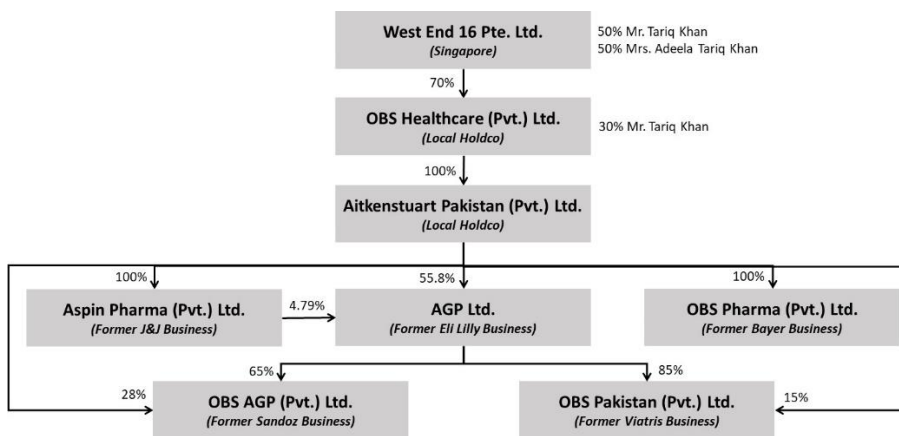 West End 16 Pte. Ltd.
(Singapore)
50% Mr. Tariq Khan
50% Mrs. Adeela Tariq Khan
70%
OBS Healthcare (Pvt.) Ltd.
(Local Holdco)
30% Mr. Tariq Khan
100%
Aitkenstuart Pakistan (Pvt.) Ltd.
(Local Holdco)
100%
55.8%
100%
Aspin Pharma (Pvt.) Ltd.
(Former J&J Business)
4.79%
AGP Ltd.
(Former Eli Lilly Business)
OBS Pharma (Pvt.) Ltd.
(Former Bayer Business)
65%
85%
28%
OBS AGP (Pvt.) Ltd.
(Former Sandoz Business)
OBS Pakistan (Pvt.) Ltd.
(Former Viatris Business)
15%